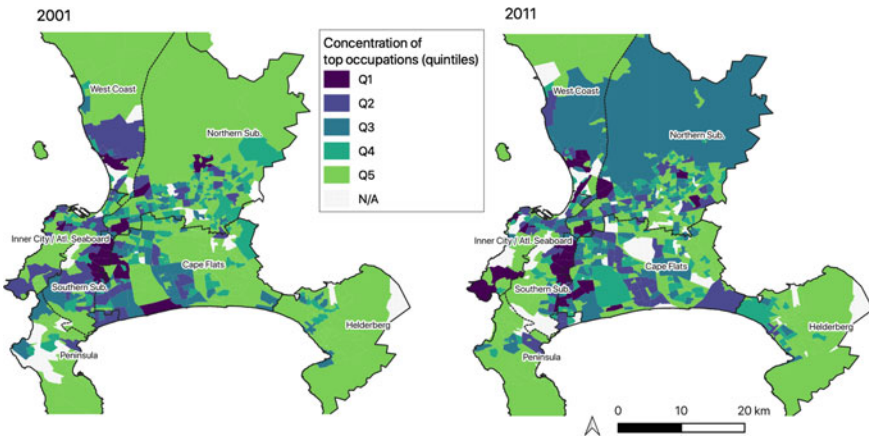 2001
2011
Concentration of
top occupations (quintiles)
Q1
Q2
Q3
Q4
Q5
N/A
West Coast
Northern Sub.
Inner City / Atl. Seaboard
Cape Flats
Southern Sub.
Helderberg
Peninsula
West Coast
Northern Sub.
Inner City / Atl. Seaboard
Cape Flats
Southern Sub.
Helderberg
Peninsula
0 10 20 km